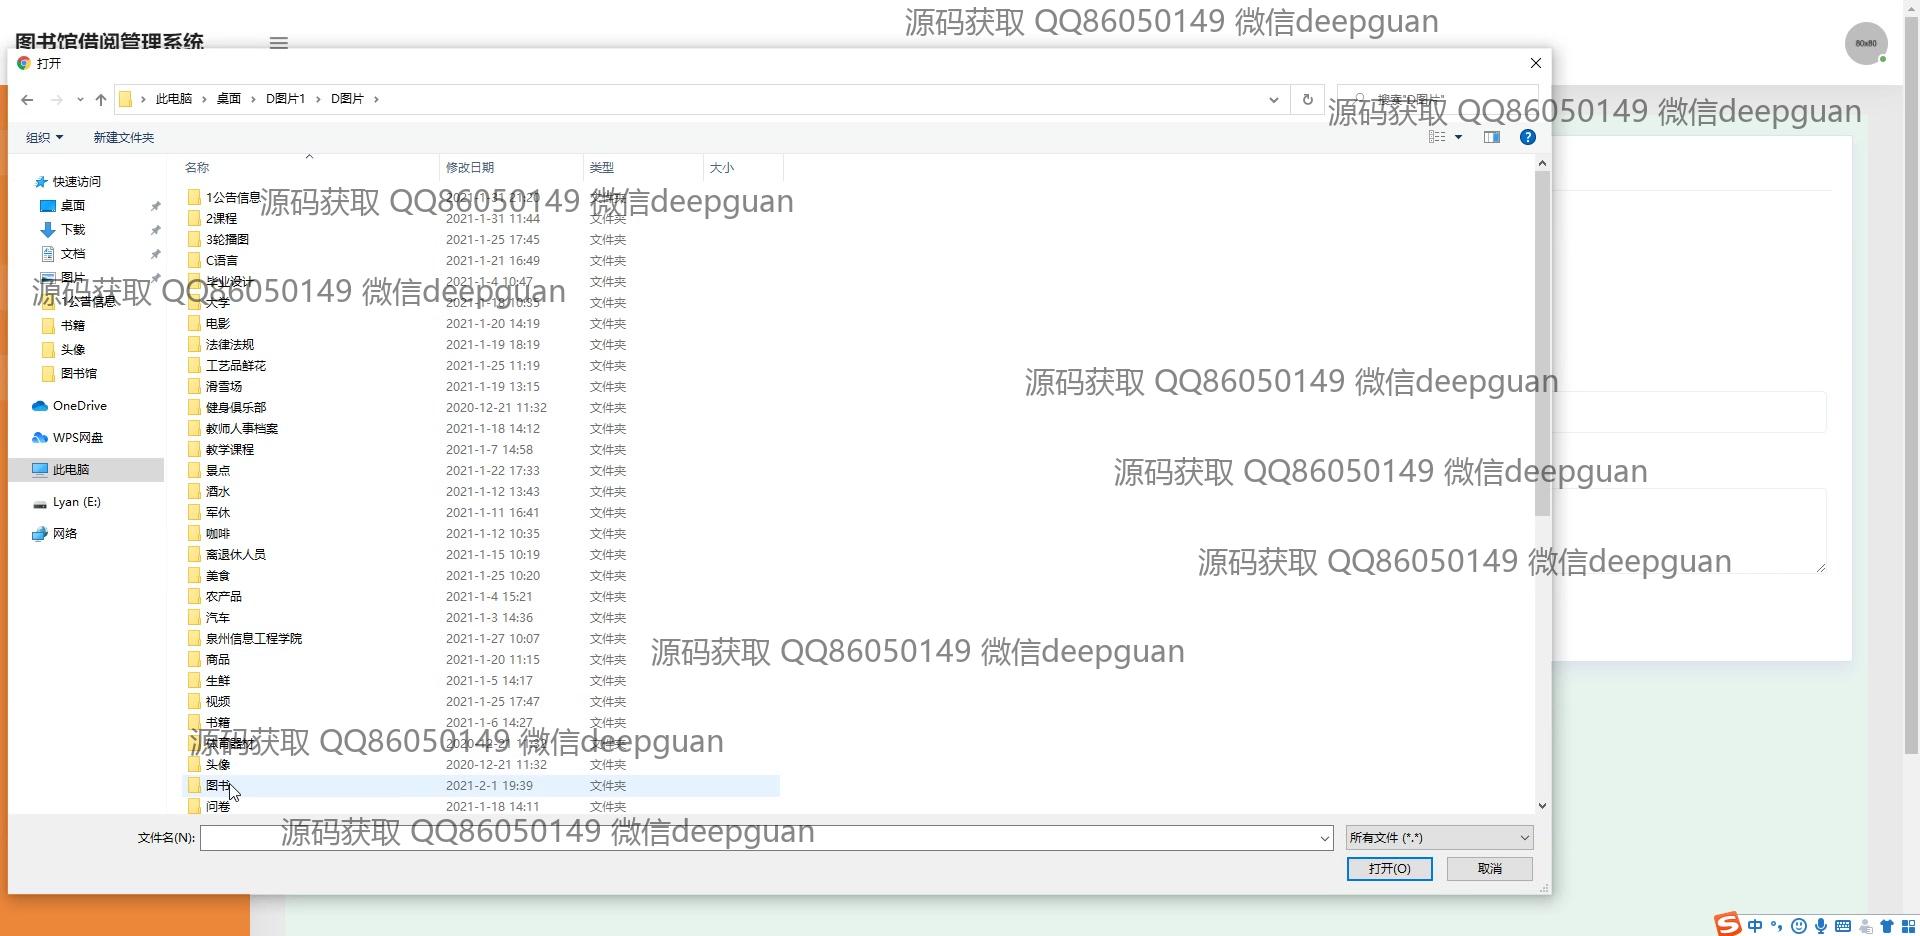 源码获取 QQ86050149 微信deepguan
图书馆借阅管理系统
80x80
打开
此电脑 › 桌面 › D图片1 › D图片 ›
搜索"D图片"
源码获取 QQ86050149 微信deepguan
组织 新建文件夹
名称 修改日期 类型 大小
快速访问
桌面
下载
文档
图片
1公告信息
书籍
头像
图书馆
OneDrive
WPS网盘
此电脑
Lyan (E:)
网络
1公告信息 2021-1-31 21:20 文件夹
源码获取 QQ86050149 微信deepguan
2课程 2021-1-31 11:44 文件夹
3轮播图 2021-1-25 17:45 文件夹
C语言 2021-1-21 16:49 文件夹
毕业设计 2021-1-4 10:47 文件夹
源码获取 QQ86050149 微信deepguan
大学 2021-1-18 10:35 文件夹
电影 2021-1-20 14:19 文件夹
法律法规 2021-1-19 18:19 文件夹
工艺品鲜花 2021-1-25 11:19 文件夹
源码获取 QQ86050149 微信deepguan
滑雪场 2021-1-19 13:15 文件夹
健身俱乐部 2020-12-21 11:32 文件夹
教师人事档案 2021-1-18 14:12 文件夹
教学课程 2021-1-7 14:58 文件夹
景点 2021-1-22 17:33 文件夹
源码获取 QQ86050149 微信deepguan
酒水 2021-1-12 13:43 文件夹
军休 2021-1-11 16:41 文件夹
咖啡 2021-1-12 10:35 文件夹
离退休人员 2021-1-15 10:19 文件夹
源码获取 QQ86050149 微信deepguan
美食 2021-1-25 10:20 文件夹
农产品 2021-1-4 15:21 文件夹
汽车 2021-1-3 14:36 文件夹
泉州信息工程学院 2021-1-27 10:07 文件夹
源码获取 QQ86050149 微信deepguan
商品 2021-1-20 11:15 文件夹
生鲜 2021-1-5 14:17 文件夹
视频 2021-1-25 17:47 文件夹
书籍 2021-1-6 14:27 文件夹
源码获取 QQ86050149 微信deepguan
体育器材 2020-12-21 11:32 文件夹
头像 2020-12-21 11:32 文件夹
图书 2021-2-1 19:39 文件夹
问卷 2021-1-18 14:11 文件夹
文件名(N):
源码获取 QQ86050149 微信deepguan
所有文件 (*.*)
打开(O) 取消
中